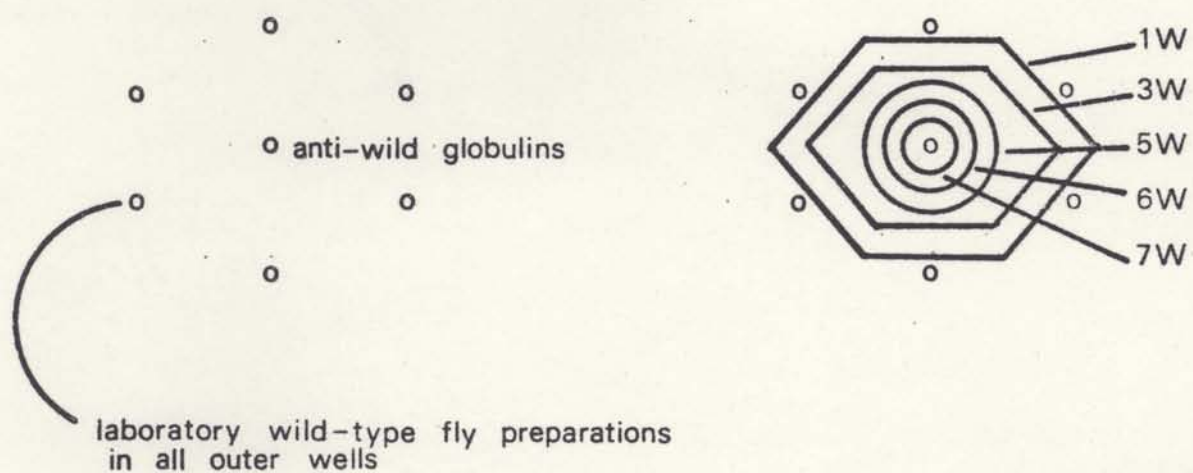 anti-wild globulins
laboratory wild-type fly preparations
in all outer wells
1W
3W
5W
6W
7W